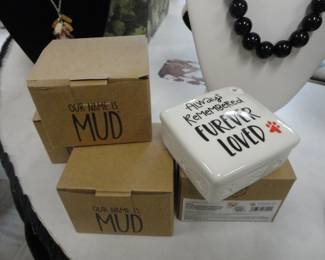 OUR NAME IS
MUD
Always
Remembered
FUREVER
LOVED
OUR NAME IS
MUD